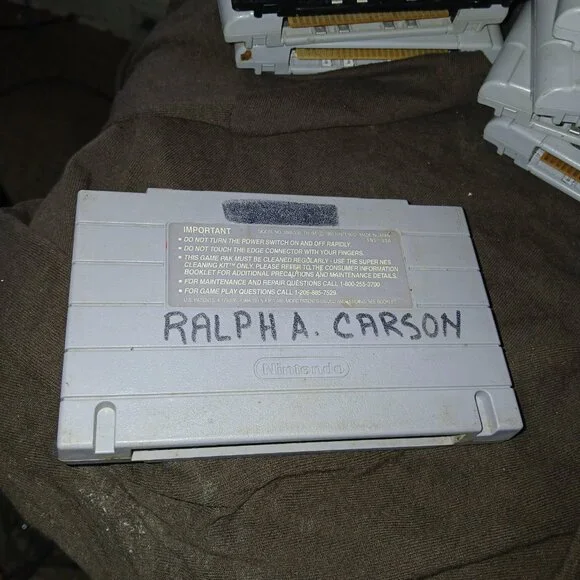 IMPORTANT
• DO NOT TURN THE POWER SWITCH ON AND OFF RAPIDLY.
• DO NOT TOUCH THE EDGE CONNECTOR WITH YOUR FINGERS.
• THIS GAME PAK MUST BE CLEANED REGULARLY - USE THE SUPER NES
CLEANING KIT™ ONLY. PLEASE REFER TO THE CONSUMER INFORMATION
BOOKLET FOR ADDITIONAL PRECAUTIONS AND MAINTENANCE DETAILS.
• FOR MAINTENANCE AND REPAIR QUESTIONS CALL 1-800-255-3700
• FOR GAME PLAY QUESTIONS CALL 1-206-885-7529
RALPH A. CARSON
Nintendo